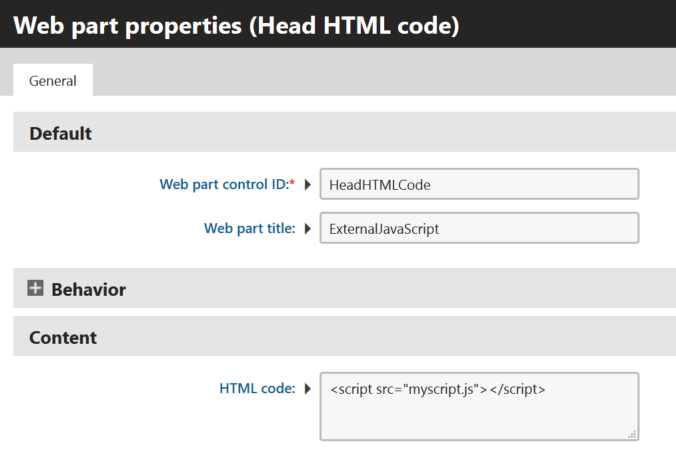 Web part properties (Head HTML code)
General
Default
Web part control ID:* HeadHTMLCode
Web part title: ExternalJavaScript
Behavior
Content
HTML code: <script src="myscript.js"></script>